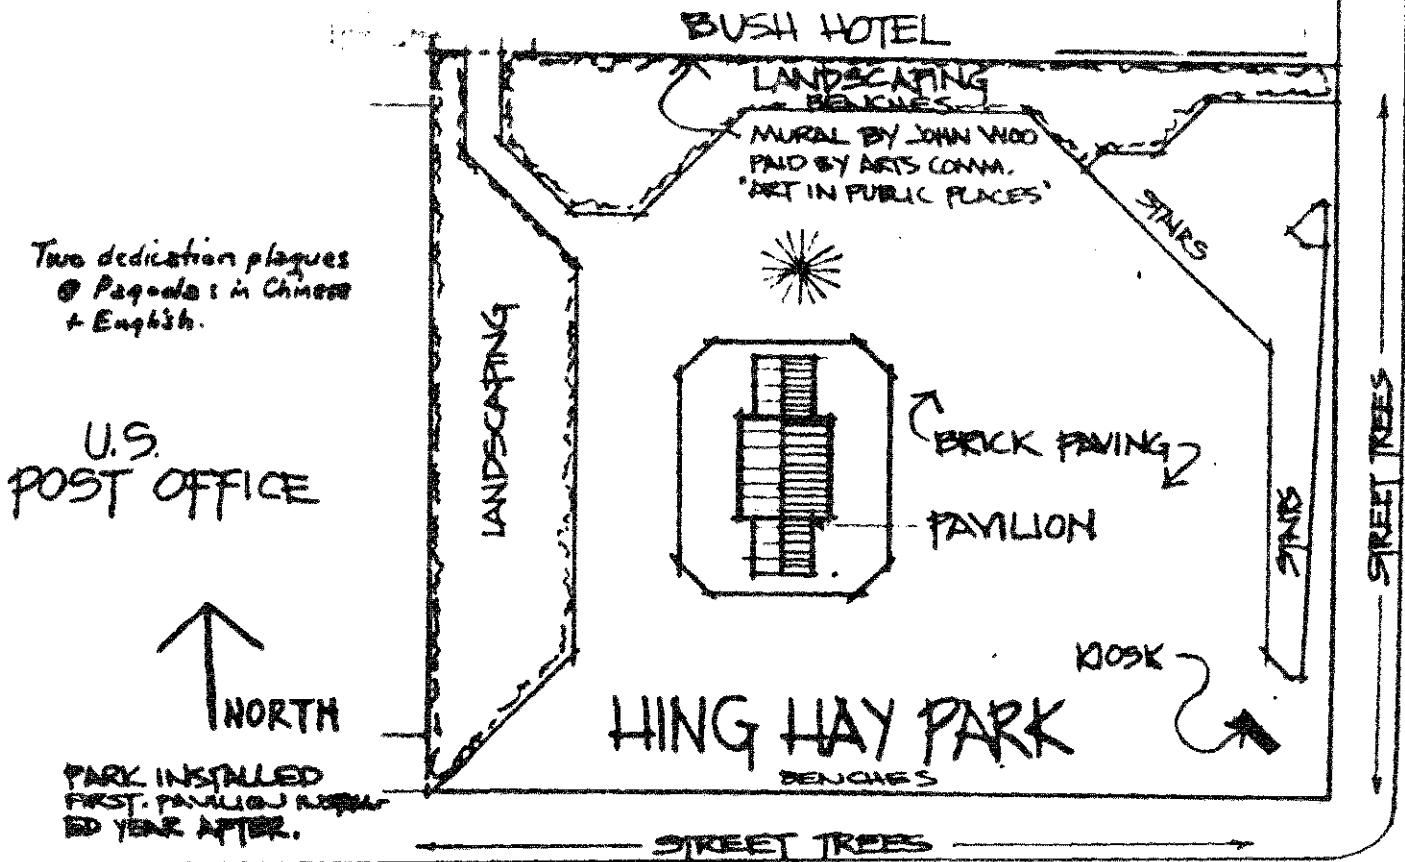 BUSH HOTEL
LANDSCAPING
BENCHES
MURAL BY JOHN WOO
PAID BY ARTS COMM.
"ART IN PUBLIC PLACES"
STAIRS
Two dedication plaques
@ Pagoda: in Chinese
+ English.
LANDSCAPING
U.S.
POST OFFICE
BRICK PAVING
PAVILION
STREET TREES
STAIRS
KIOSK
NORTH
HING HAY PARK
BENCHES
PARK INSTALLED
FIRST. PAVILION INSTALL-
ED YEAR AFTER.
STREET TREES